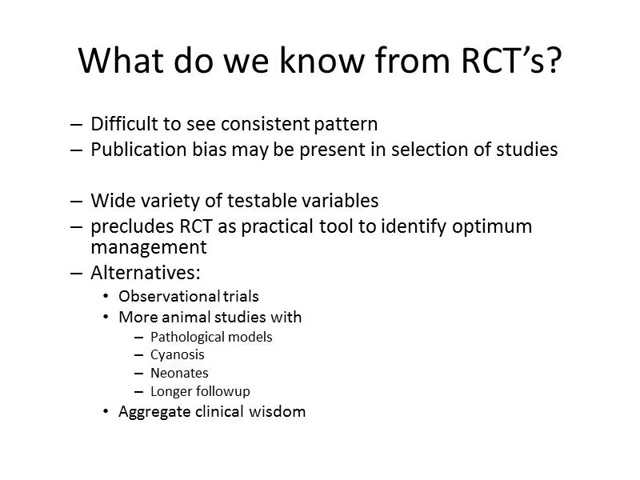 What do we know from RCT's?
– Difficult to see consistent pattern
– Publication bias may be present in selection of studies
– Wide variety of testable variables
– precludes RCT as practical tool to identify optimum
management
– Alternatives:
• Observational trials
• More animal studies with
– Pathological models
– Cyanosis
– Neonates
– Longer followup
• Aggregate clinical wisdom